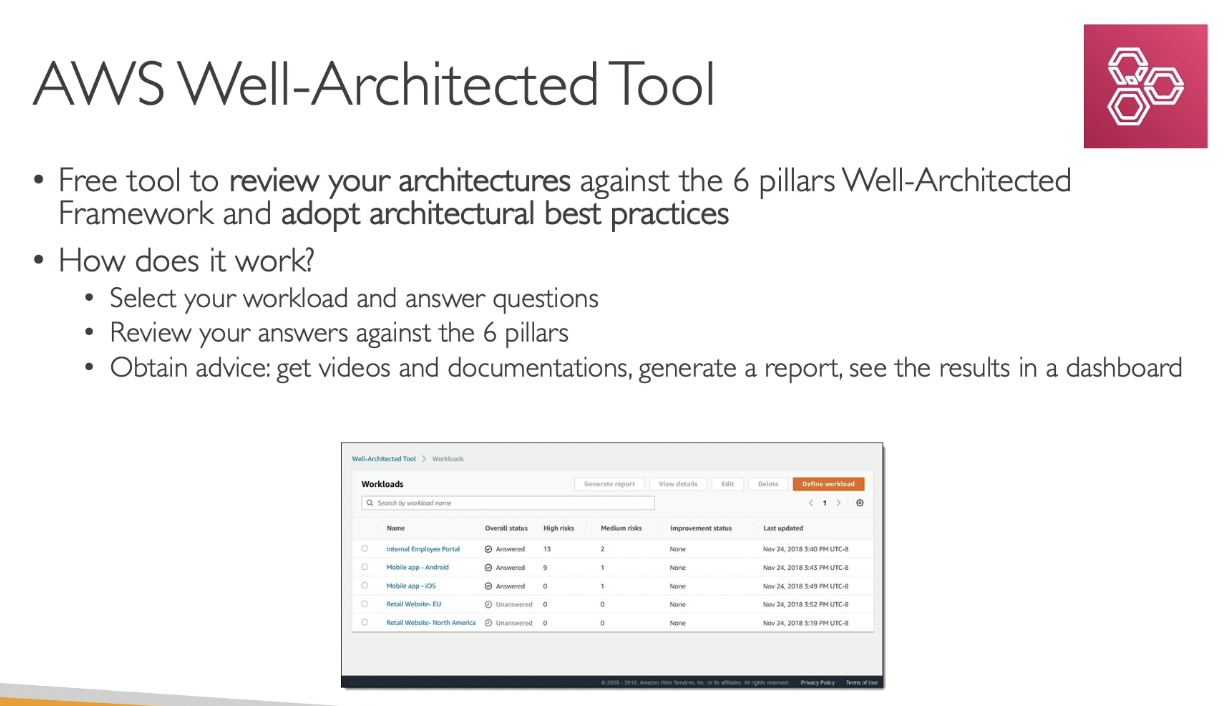 AWS Well-Architected Tool
• Free tool to review your architectures against the 6 pillars Well-Architected
Framework and adopt architectural best practices
• How does it work?
• Select your workload and answer questions
• Review your answers against the 6 pillars
• Obtain advice: get videos and documentations, generate a report, see the results in a dashboard
Well-Architected Tool > Workloads
Workloads Generate report View details Edit Delete Define workload
Search by workload name < 1 >
Name Overall status High risks Medium risks Improvement status Last updated
Internal Employee Portal Answered 13 2 None Nov 24, 2018 3:40 PM UTC-8
Mobile app - Android Answered 9 1 None Nov 24, 2018 3:43 PM UTC-8
Mobile app - iOS Answered 0 1 None Nov 24, 2018 3:49 PM UTC-8
Retail Website- EU Unanswered 0 0 None Nov 24, 2018 3:52 PM UTC-8
Retail Website- North America Unanswered 0 0 None Nov 24, 2018 3:19 PM UTC-8
© 2008 - 2018, Amazon Web Services, Inc. or its affiliates. All rights reserved. Privacy Policy Terms of Use